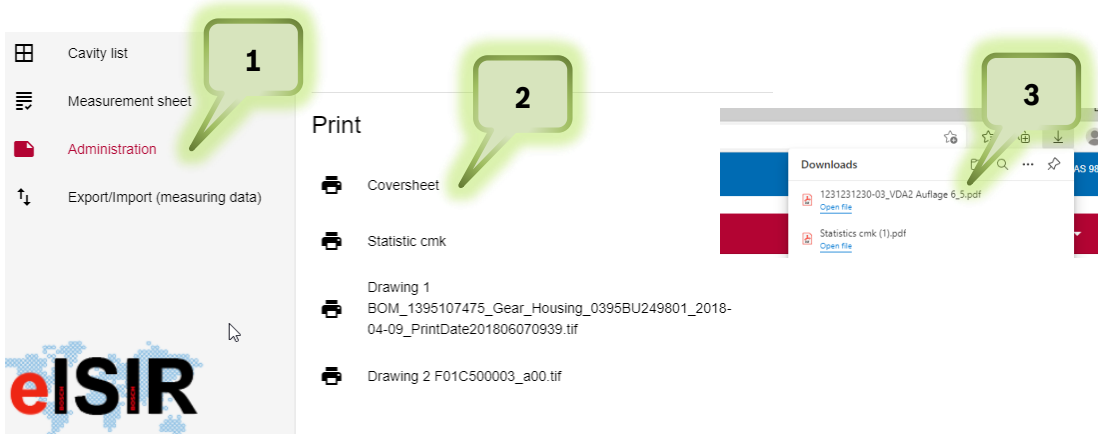 Cavity list
Measurement sheet
Administration
Export/Import (measuring data)
1
eISIR
Print
2
Coversheet
Statistic cmk
Drawing 1
BOM_1395107475_Gear_Housing_0395BU249801_2018-
04-09_PrintDate201806070939.tif
Drawing 2 F01C500003_a00.tif
3
Downloads
AS 98
1231231230-03_VDA2 Auflage 6_5.pdf
Open file
Statistics cmk (1).pdf
Open file